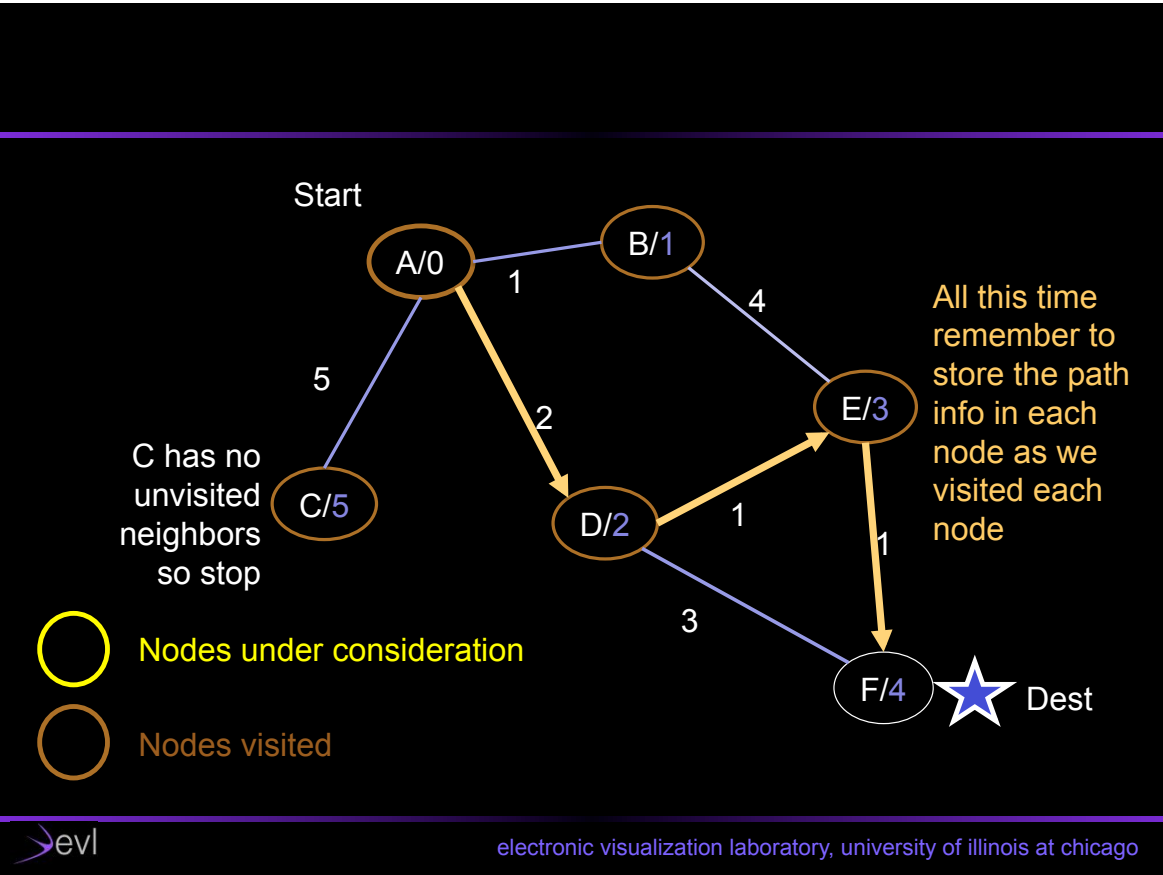 Start
A/0
B/1
1
4
All this time
remember to
store the path
info in each
node as we
visited each
node
5
2
E/3
C has no
unvisited
neighbors
so stop
C/5
D/2
1
1
3
Nodes under consideration
F/4
Dest
Nodes visited
evl
electronic visualization laboratory, university of illinois at chicago